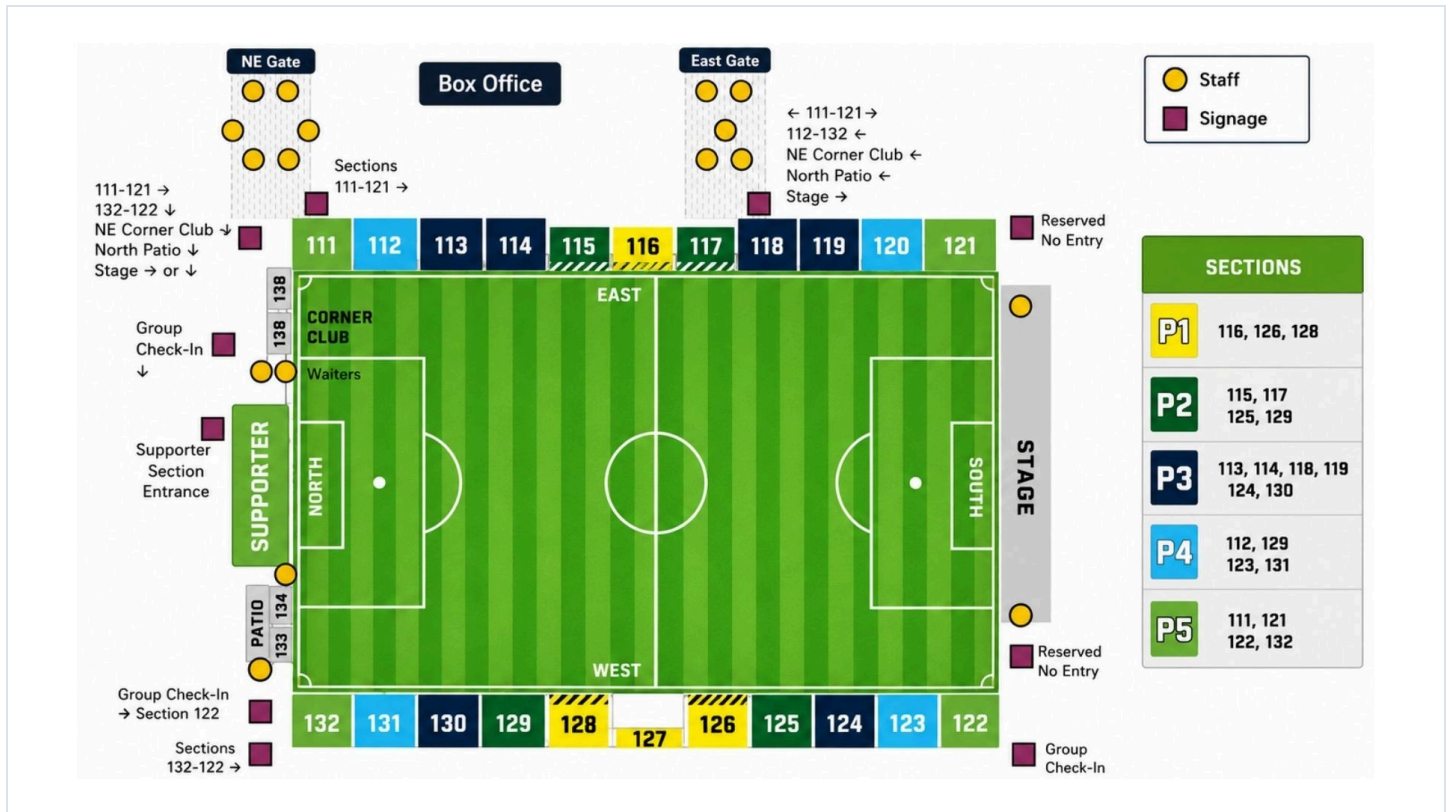 NE Gate
Box Office
East Gate
Staff
Signage
← 111-121→
112-132 ←
NE Corner Club ←
North Patio ←
Stage →
Sections
111-121 →
111-121 →
132-122 ↓
NE Corner Club ↓
North Patio ↓
Stage → or ↓
Reserved
No Entry
111 112 113 114 115 116 117 118 119 120 121
138
138
EAST
CORNER
CLUB
Group
Check-In
↓
Waiters
Supporter
Section
Entrance
SUPPORTER
NORTH
SOUTH
STAGE
PATIO
134
133
WEST
Reserved
No Entry
Group Check-In
→ Section 122
132 131 130 129 128 127 126 125 124 123 122
Sections
132-122 →
Group
Check-In
SECTIONS
P1 116, 126, 128
P2 115, 117
125, 129
P3 113, 114, 118, 119
124, 130
P4 112, 129
123, 131
P5 111, 121
122, 132